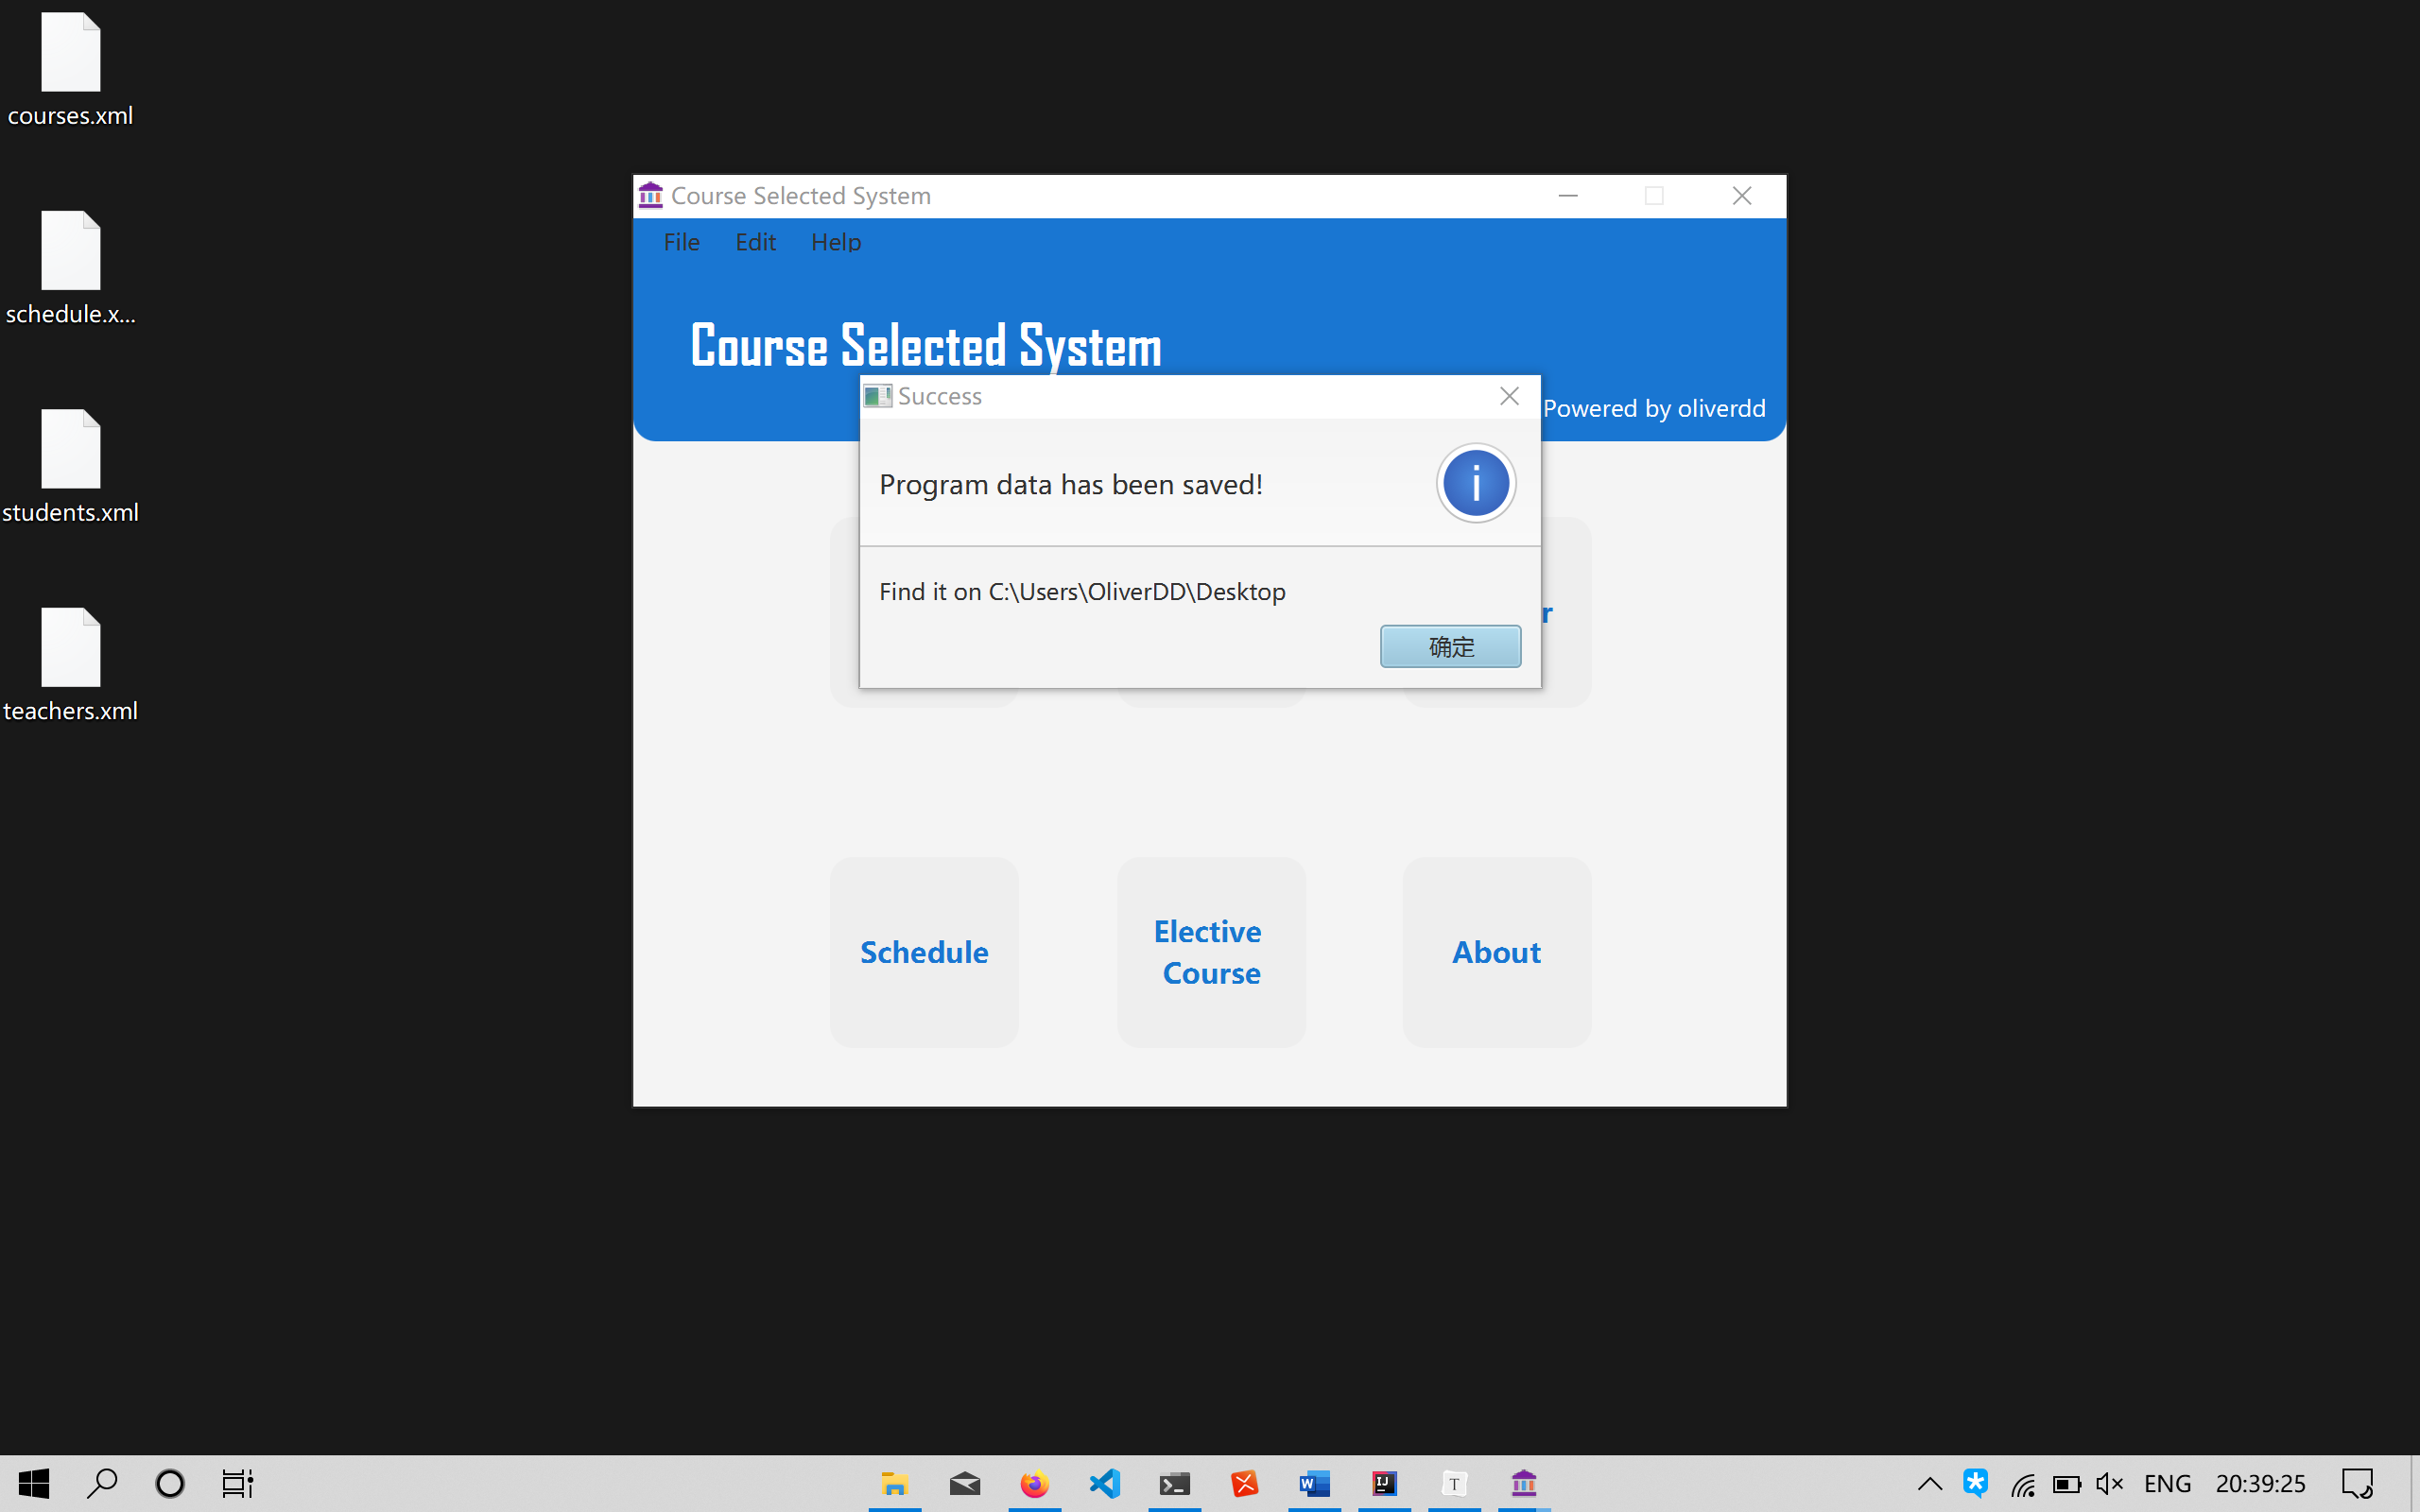 courses.xml
schedule.x...
students.xml
teachers.xml
Course Selected System
File Edit Help
Course Selected System
Powered by oliverdd
Success
Program data has been saved!
Find it on C:\Users\OliverDD\Desktop
确定
r
Schedule
Elective
Course
About
ENG
20:39:25